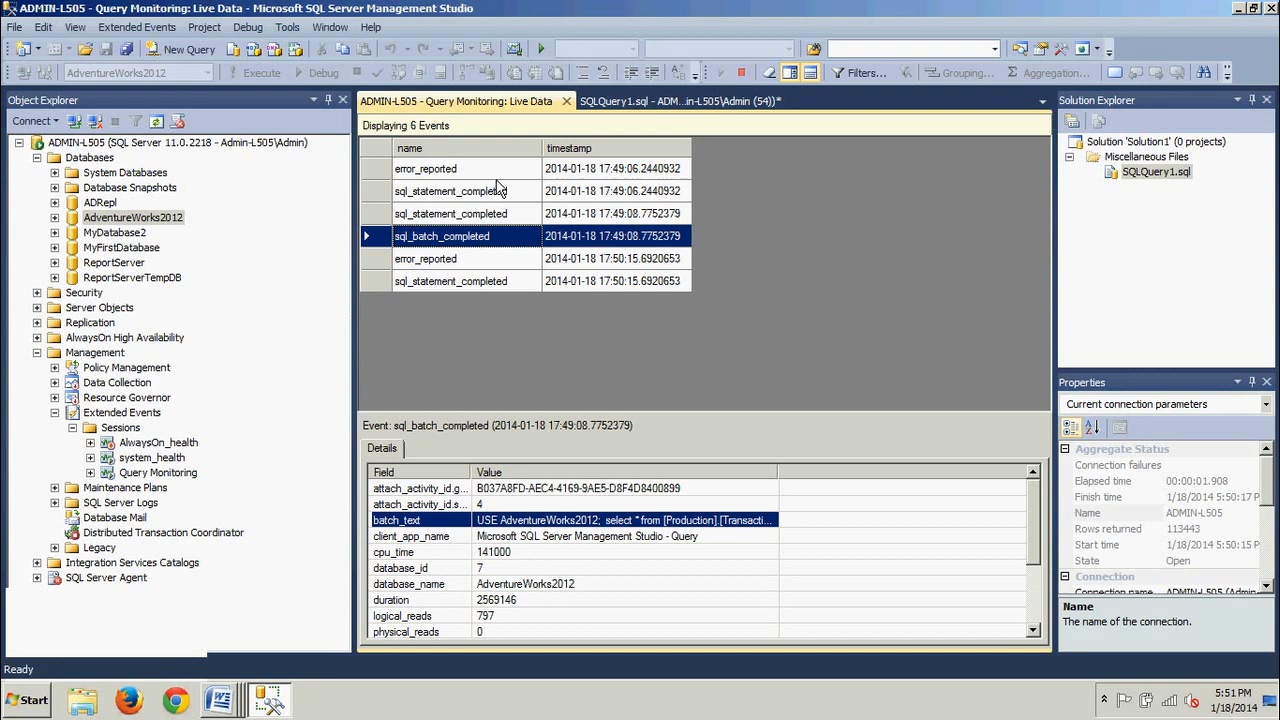 ADMIN-L505 - Query Monitoring: Live Data - Microsoft SQL Server Management Studio
File Edit View Extended Events Project Debug Tools Window Help
New Query
AdventureWorks2012 Execute Debug Filters... Grouping... Aggregation...
Object Explorer
Connect
ADMIN-L505 (SQL Server 11.0.2218 - Admin-L505\Admin)
Databases
System Databases
Database Snapshots
ADRepl
AdventureWorks2012
MyDatabase2
MyFirstDatabase
ReportServer
ReportServerTempDB
Security
Server Objects
Replication
AlwaysOn High Availability
Management
Policy Management
Data Collection
Resource Governor
Extended Events
Sessions
AlwaysOn_health
system_health
Query Monitoring
Maintenance Plans
SQL Server Logs
Database Mail
Distributed Transaction Coordinator
Legacy
Integration Services Catalogs
SQL Server Agent
ADMIN-L505 - Query Monitoring: Live Data SQLQuery1.sql - ADM...in-L505\Admin (54))*
Displaying 6 Events
name timestamp
error_reported 2014-01-18 17:49:06.2440932
sql_statement_completed 2014-01-18 17:49:06.2440932
sql_statement_completed 2014-01-18 17:49:08.7752379
sql_batch_completed 2014-01-18 17:49:08.7752379
error_reported 2014-01-18 17:50:15.6920653
sql_statement_completed 2014-01-18 17:50:15.6920653
Event: sql_batch_completed (2014-01-18 17:49:08.7752379)
Details
Field Value
attach_activity_id.g... B037A8FD-AEC4-4169-9AE5-D8F4D8400899
attach_activity_id.s... 4
batch_text USE AdventureWorks2012; select * from [Production].[Transacti...
client_app_name Microsoft SQL Server Management Studio - Query
cpu_time 141000
database_id 7
database_name AdventureWorks2012
duration 2569146
logical_reads 797
physical_reads 0
Solution Explorer
Solution 'Solution1' (0 projects)
Miscellaneous Files
SQLQuery1.sql
Properties
Current connection parameters
Aggregate Status
Connection failures
Elapsed time 00:00:01.908
Finish time 1/18/2014 5:50:17 P
Name ADMIN-L505
Rows returned 113443
Start time 1/18/2014 5:50:15 P
State Open
Connection
Connection name ADMIN-L505 (Admin-
Name
The name of the connection.
Ready
Start
5:51 PM
1/18/2014